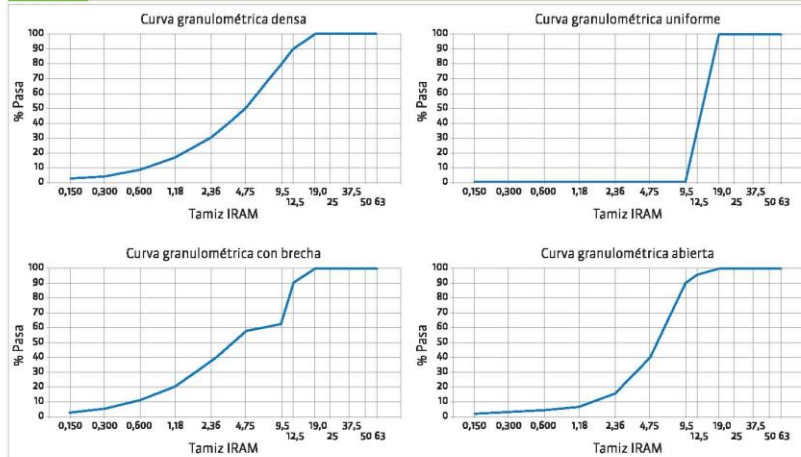 Curva granulométrica densa
% Pasa
100
90
80
70
60
50
40
30
20
10
0
0,150 0,300 0,600 1,18 2,36 4,75 9,5 19,0 37,5
12,5 25 50 63
Tamiz IRAM
Curva granulométrica uniforme
% Pasa
100
90
80
70
60
50
40
30
20
10
0
0,150 0,300 0,600 1,18 2,36 4,75 9,5 19,0 37,5
12,5 25 50 63
Tamiz IRAM
Curva granulométrica con brecha
% Pasa
100
90
80
70
60
50
40
30
20
10
0
0,150 0,300 0,600 1,18 2,36 4,75 9,5 19,0 37,5
12,5 25 50 63
Tamiz IRAM
Curva granulométrica abierta
% Pasa
100
90
80
70
60
50
40
30
20
10
0
0,150 0,300 0,600 1,18 2,36 4,75 9,5 19,0 37,5
12,5 25 50 63
Tamiz IRAM